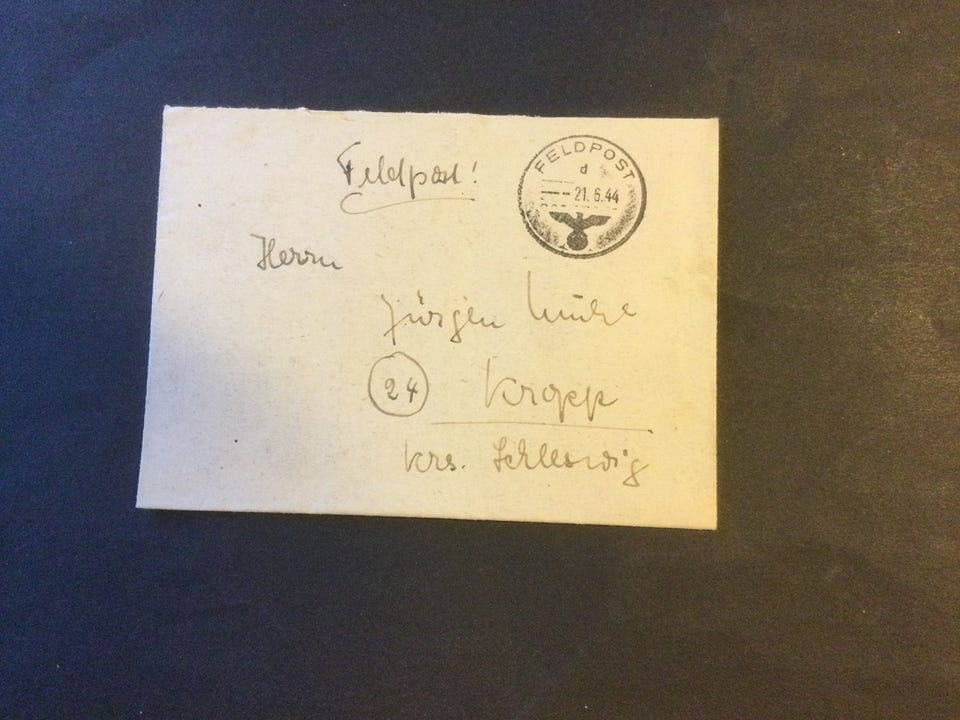 Feldpost!
FELDPOST
d
21.6.44
Herrn
Jürgen
24 Kropp
Krs. Schleswig